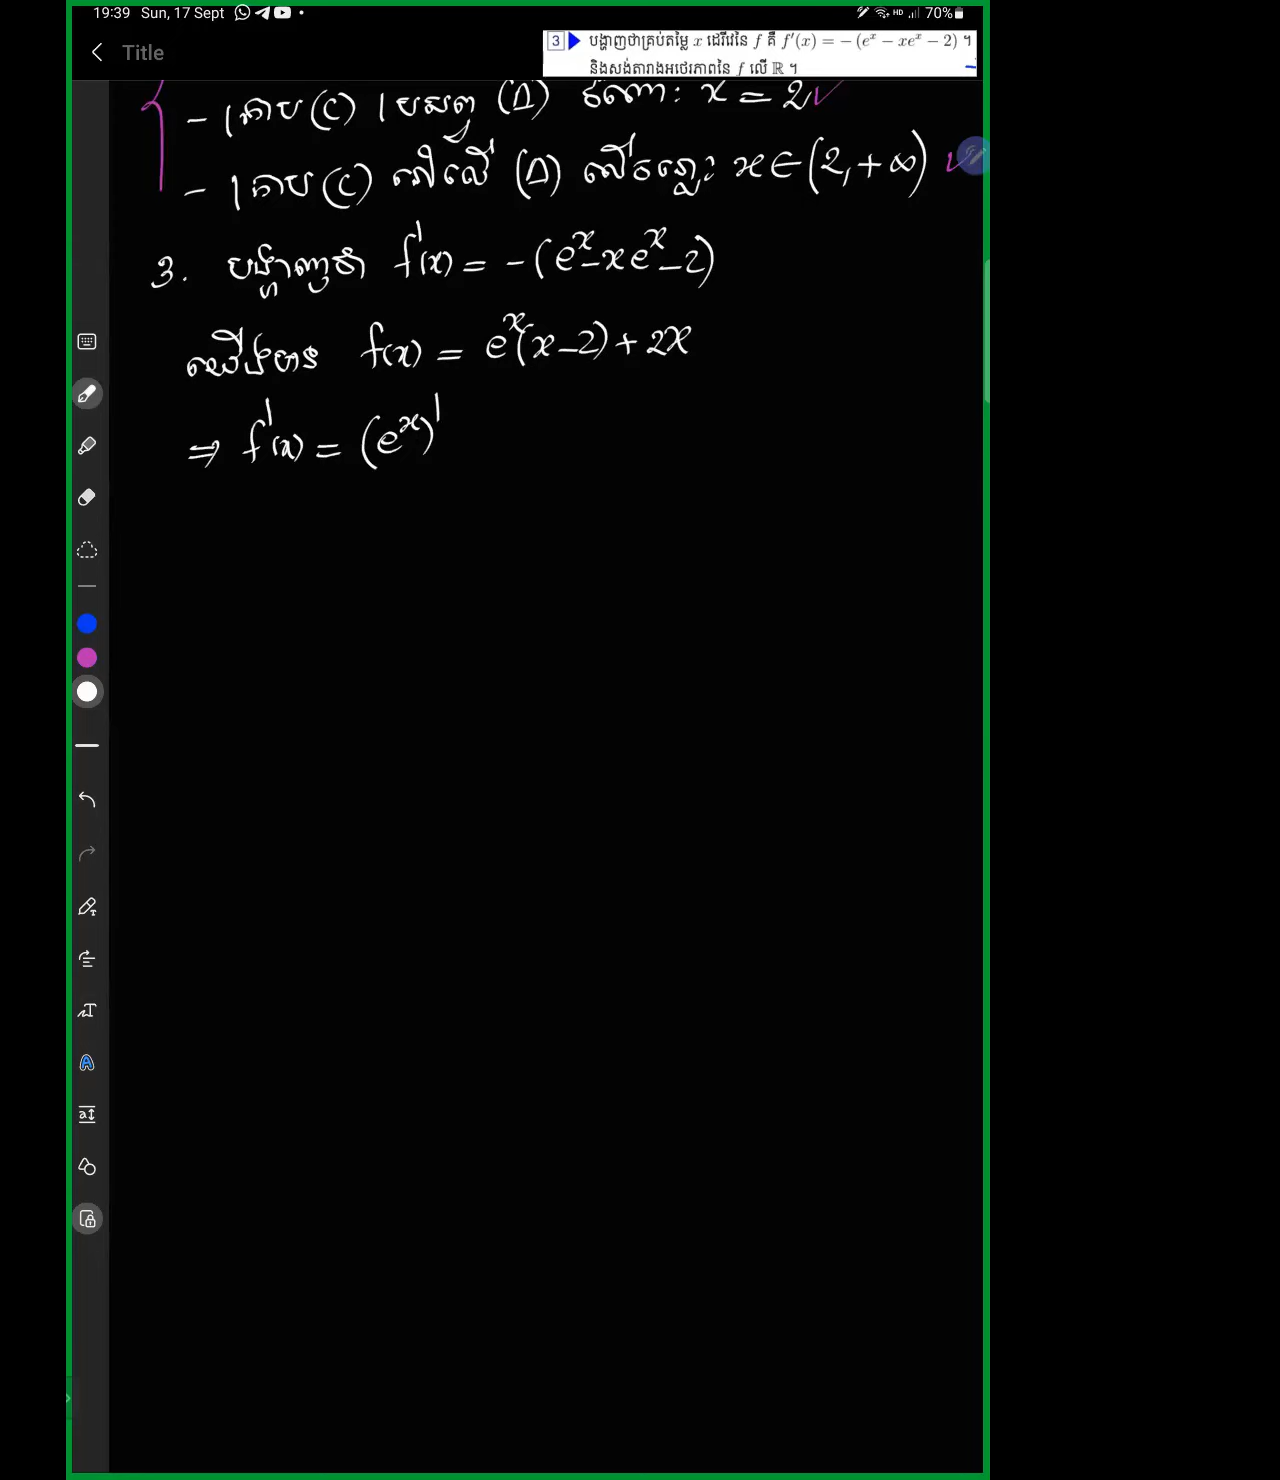 19:39 Sun, 17 Sept 70%
Title
3 បង្ហាញថាគ្រប់តម្លៃ x ដេរីវេនៃ f គឺ f′(x) = − (eˣ − xeˣ − 2) ។
និងសង់តារាងអថេរភាពនៃ f លើ ℝ ។
- ក្រាប (C) ប្រសព្វ (Δ) ចំណោះ x = 2
- ក្រាប (C) នៅលើ (Δ) លើចន្លោះ x ∈ (2, +∞)
3. បង្ហាញថា f′(x) = −(eˣ − xeˣ − 2)
យើងមាន f(x) = eˣ(x − 2) + 2x
⇒ f′(x) = (eˣ)′